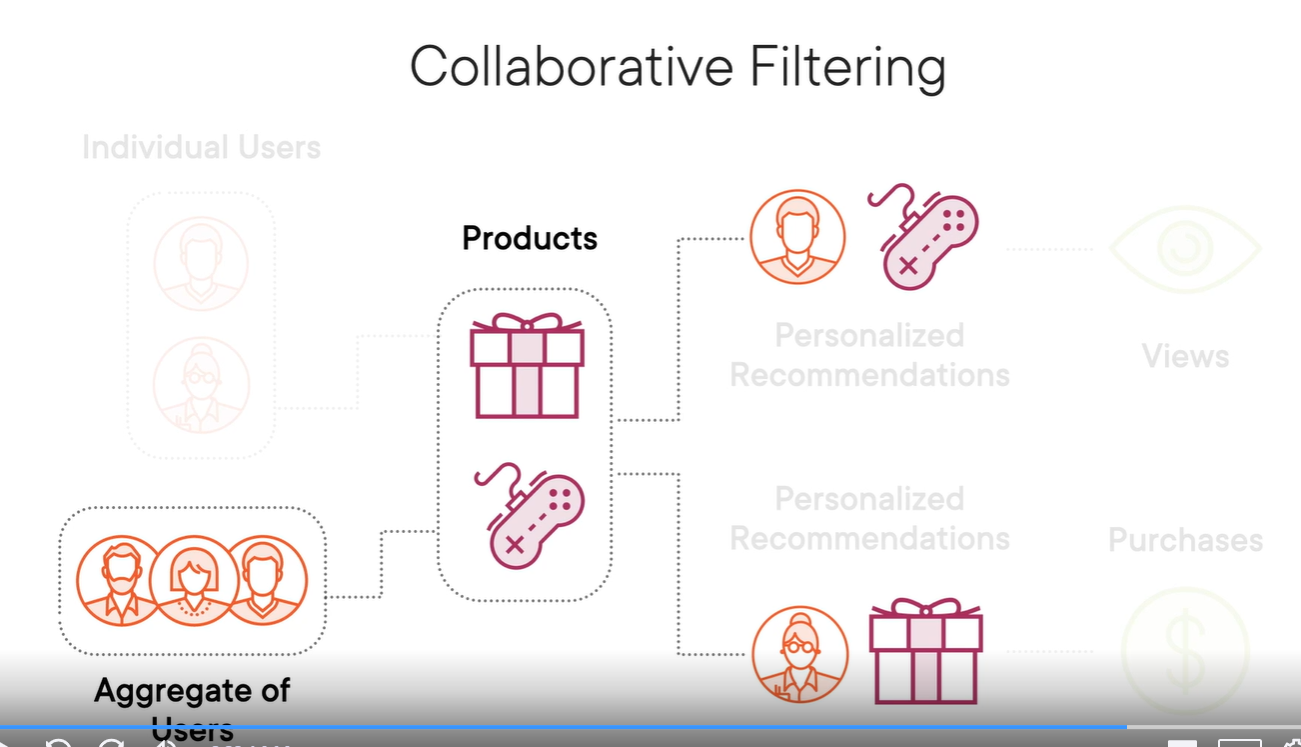 Collaborative Filtering
Individual Users
Products
Personalized
Recommendations
Views
Personalized
Recommendations
Purchases
Aggregate of
Users